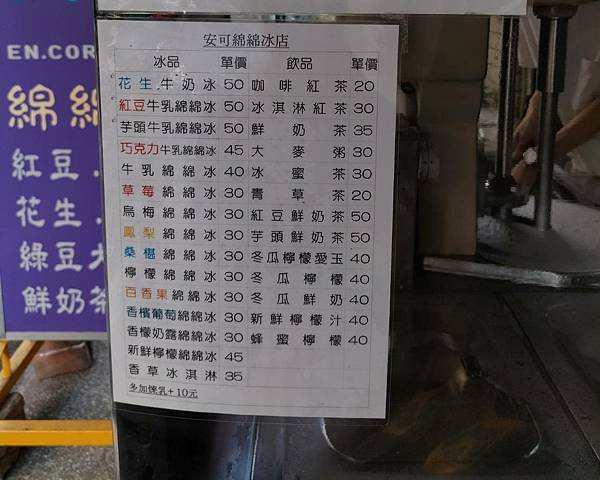 安可綿綿冰店
冰品 單價 飲品 單價
花生牛奶冰 50 咖啡紅茶 20
紅豆牛乳綿綿冰 50 冰淇淋紅茶 30
芋頭牛乳綿綿冰 50 鮮奶茶 35
巧克力牛乳綿綿冰 45 大麥粥 30
牛乳綿綿冰 40 冰蜜茶 30
草莓綿綿冰 30 青草茶 20
烏梅綿綿冰 30 紅豆鮮奶茶 50
鳳梨綿綿冰 30 芋頭鮮奶茶 50
桑椹綿綿冰 30 冬瓜檸檬愛玉 40
檸檬綿綿冰 30 冬瓜檸檬 40
百香果綿綿冰 30 冬瓜鮮奶 40
香檳葡萄綿綿冰 30 新鮮檸檬汁 40
香檬奶露綿綿冰 30 蜂蜜檸檬 40
新鮮檸檬綿綿冰 45
香草冰淇淋 35
多加煉乳+10元
EN.COR
綿綿
紅豆.
花生.
綠豆大
鮮奶茶